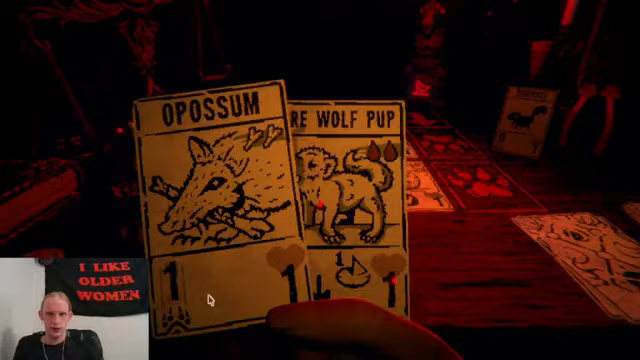 OPOSSUM
RE WOLF PUP
1
1
1
1
I LIKE
OLDER
WOMEN